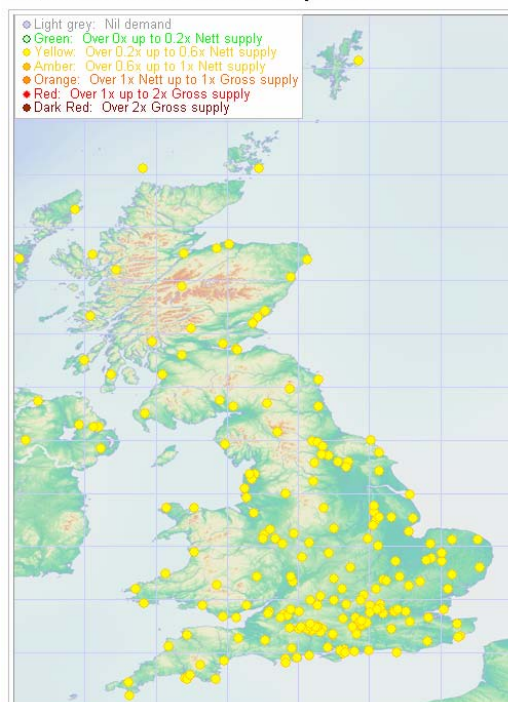 Light grey: Nil demand
Green: Over 0x up to 0.2x Nett supply
Yellow: Over 0.2x up to 0.6x Nett supply
Amber: Over 0.6x up to 1x Nett supply
Orange: Over 1x Nett up to 1x Gross supply
Red: Over 1x up to 2x Gross supply
Dark Red: Over 2x Gross supply